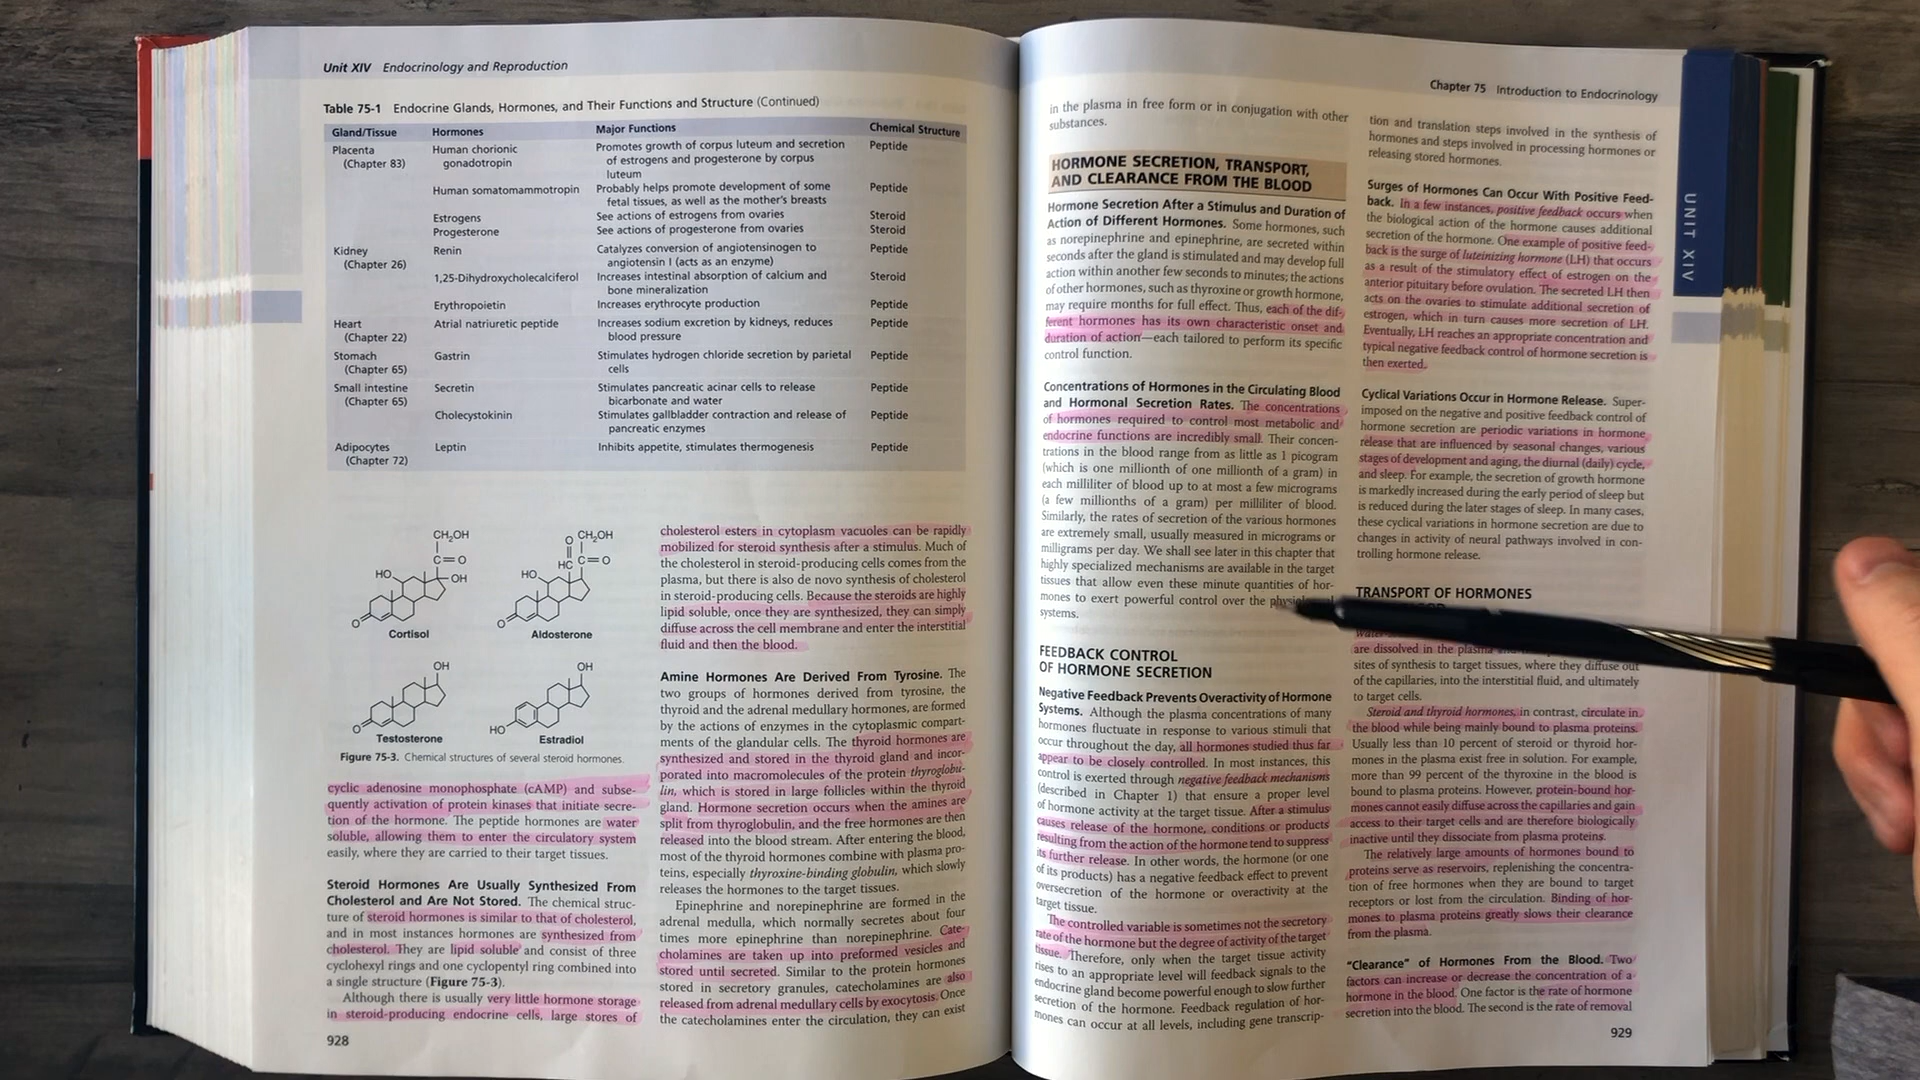 Unit XIV Endocrinology and Reproduction
Table 75-1 Endocrine Glands, Hormones, and Their Functions and Structure (Continued)
Gland/Tissue Hormones Major Functions Chemical Structure
Placenta Human chorionic Promotes growth of corpus luteum and secretion Peptide
(Chapter 83) gonadotropin of estrogens and progesterone by corpus
luteum
Human somatomammotropin Probably helps promote development of some Peptide
fetal tissues, as well as the mother's breasts
Estrogens See actions of estrogens from ovaries Steroid
Progesterone See actions of progesterone from ovaries Steroid
Kidney Renin Catalyzes conversion of angiotensinogen to Peptide
(Chapter 26) angiotensin I (acts as an enzyme)
1,25-Dihydroxycholecalciferol Increases intestinal absorption of calcium and Steroid
bone mineralization
Erythropoietin Increases erythrocyte production Peptide
Heart Atrial natriuretic peptide Increases sodium excretion by kidneys, reduces Peptide
(Chapter 22) blood pressure
Stomach Gastrin Stimulates hydrogen chloride secretion by parietal Peptide
(Chapter 65) cells
Small intestine Secretin Stimulates pancreatic acinar cells to release Peptide
(Chapter 65) bicarbonate and water
Cholecystokinin Stimulates gallbladder contraction and release of Peptide
pancreatic enzymes
Adipocytes Leptin Inhibits appetite, stimulates thermogenesis Peptide
(Chapter 72)
CH2OH
C=O
HO
OH
O
Cortisol
O CH2OH
HC C=O
HO
O
Aldosterone
OH
O
Testosterone
OH
HO
Estradiol
Figure 75-3. Chemical structures of several steroid hormones.
cyclic adenosine monophosphate (cAMP) and subse-
quently activation of protein kinases that initiate secre-
tion of the hormone. The peptide hormones are water
soluble, allowing them to enter the circulatory system
easily, where they are carried to their target tissues.
Steroid Hormones Are Usually Synthesized From
Cholesterol and Are Not Stored. The chemical struc-
ture of steroid hormones is similar to that of cholesterol,
and in most instances hormones are synthesized from
cholesterol. They are lipid soluble and consist of three
cyclohexyl rings and one cyclopentyl ring combined into
a single structure (Figure 75-3).
Although there is usually very little hormone storage
in steroid-producing endocrine cells, large stores of
cholesterol esters in cytoplasm vacuoles can be rapidly
mobilized for steroid synthesis after a stimulus. Much of
the cholesterol in steroid-producing cells comes from the
plasma, but there is also de novo synthesis of cholesterol
in steroid-producing cells. Because the steroids are highly
lipid soluble, once they are synthesized, they can simply
diffuse across the cell membrane and enter the interstitial
fluid and then the blood.
Amine Hormones Are Derived From Tyrosine. The
two groups of hormones derived from tyrosine, the
thyroid and the adrenal medullary hormones, are formed
by the actions of enzymes in the cytoplasmic compart-
ments of the glandular cells. The thyroid hormones are
synthesized and stored in the thyroid gland and incor-
porated into macromolecules of the protein thyroglobu-
lin, which is stored in large follicles within the thyroid
gland. Hormone secretion occurs when the amines are
split from thyroglobulin, and the free hormones are then
released into the blood stream. After entering the blood,
most of the thyroid hormones combine with plasma pro-
teins, especially thyroxine-binding globulin, which slowly
releases the hormones to the target tissues.
Epinephrine and norepinephrine are formed in the
adrenal medulla, which normally secretes about four
times more epinephrine than norepinephrine. Cate-
cholamines are taken up into preformed vesicles and
stored until secreted. Similar to the protein hormones
stored in secretory granules, catecholamines are also
released from adrenal medullary cells by exocytosis. Once
the catecholamines enter the circulation, they can exist
928
Chapter 75 Introduction to Endocrinology
UNIT XIV
in the plasma in free form or in conjugation with other
substances.
HORMONE SECRETION, TRANSPORT,
AND CLEARANCE FROM THE BLOOD
Hormone Secretion After a Stimulus and Duration of
Action of Different Hormones. Some hormones, such
as norepinephrine and epinephrine, are secreted within
seconds after the gland is stimulated and may develop full
action within another few seconds to minutes; the actions
of other hormones, such as thyroxine or growth hormone,
may require months for full effect. Thus, each of the dif-
ferent hormones has its own characteristic onset and
duration of action—each tailored to perform its specific
control function.
Concentrations of Hormones in the Circulating Blood
and Hormonal Secretion Rates. The concentrations
of hormones required to control most metabolic and
endocrine functions are incredibly small. Their concen-
trations in the blood range from as little as 1 picogram
(which is one millionth of one millionth of a gram) in
each milliliter of blood up to at most a few micrograms
(a few millionths of a gram) per milliliter of blood.
Similarly, the rates of secretion of the various hormones
are extremely small, usually measured in micrograms or
milligrams per day. We shall see later in this chapter that
highly specialized mechanisms are available in the target
tissues that allow even these minute quantities of hor-
mones to exert powerful control over the
systems.
FEEDBACK CONTROL
OF HORMONE SECRETION
Negative Feedback Prevents Overactivity of Hormone
Systems. Although the plasma concentrations of many
hormones fluctuate in response to various stimuli that
occur throughout the day, all hormones studied thus far
appear to be closely controlled. In most instances, this
control is exerted through negative feedback mechanisms
(described in Chapter 1) that ensure a proper level
of hormone activity at the target tissue. After a stimulus
causes release of the hormone, conditions or products
resulting from the action of the hormone tend to suppress
its further release. In other words, the hormone (or one
of its products) has a negative feedback effect to prevent
oversecretion of the hormone or overactivity at the
target tissue.
The controlled variable is sometimes not the secretory
rate of the hormone but the degree of activity of the target
tissue. Therefore, only when the target tissue activity
rises to an appropriate level will feedback signals to the
endocrine gland become powerful enough to slow further
secretion of the hormone. Feedback regulation of hor-
mones can occur at all levels, including gene transcrip-
tion and translation steps involved in the synthesis of
hormones and steps involved in processing hormones or
releasing stored hormones.
Surges of Hormones Can Occur With Positive Feed-
back. In a few instances, positive feedback occurs when
the biological action of the hormone causes additional
secretion of the hormone. One example of positive feed-
back is the surge of luteinizing hormone (LH) that occurs
as a result of the stimulatory effect of estrogen on the
anterior pituitary before ovulation. The secreted LH then
acts on the ovaries to stimulate additional secretion of
estrogen, which in turn causes more secretion of LH.
Eventually, LH reaches an appropriate concentration and
typical negative feedback control of hormone secretion is
then exerted.
Cyclical Variations Occur in Hormone Release. Super-
imposed on the negative and positive feedback control of
hormone secretion are periodic variations in hormone
release that are influenced by seasonal changes, various
stages of development and aging, the diurnal (daily) cycle,
and sleep. For example, the secretion of growth hormone
is markedly increased during the early period of sleep but
is reduced during the later stages of sleep. In many cases,
these cyclical variations in hormone secretion are due to
changes in activity of neural pathways involved in con-
trolling hormone release.
TRANSPORT OF HORMONES
are dissolved in the plasma
sites of synthesis to target tissues, where they diffuse out
of the capillaries, into the interstitial fluid, and ultimately
to target cells.
Steroid and thyroid hormones, in contrast, circulate in
the blood while being mainly bound to plasma proteins.
Usually less than 10 percent of steroid or thyroid hor-
mones in the plasma exist free in solution. For example,
more than 99 percent of the thyroxine in the blood is
bound to plasma proteins. However, protein-bound hor-
mones cannot easily diffuse across the capillaries and gain
access to their target cells and are therefore biologically
inactive until they dissociate from plasma proteins.
The relatively large amounts of hormones bound to
proteins serve as reservoirs, replenishing the concentra-
tion of free hormones when they are bound to target
receptors or lost from the circulation. Binding of hor-
mones to plasma proteins greatly slows their clearance
from the plasma.
"Clearance" of Hormones From the Blood. Two
factors can increase or decrease the concentration of a
hormone in the blood. One factor is the rate of hormone
secretion into the blood. The second is the rate of removal
929